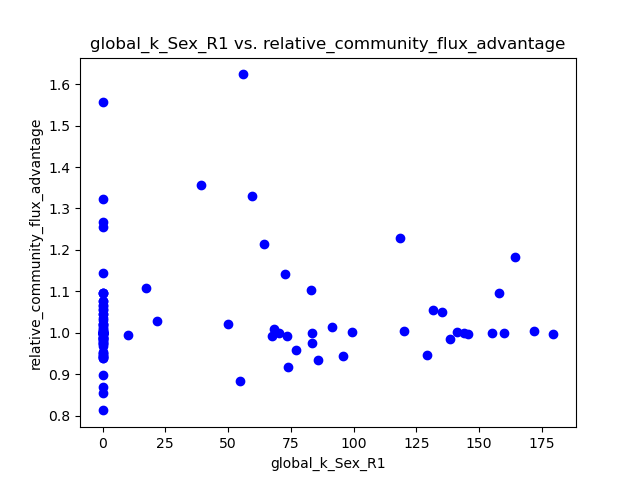 global_k_Sex_R1 vs. relative_community_flux_advantage
relative_community_flux_advantage
1.6
1.5
1.4
1.3
1.2
1.1
1.0
0.9
0.8
0 25 50 75 100 125 150 175
global_k_Sex_R1